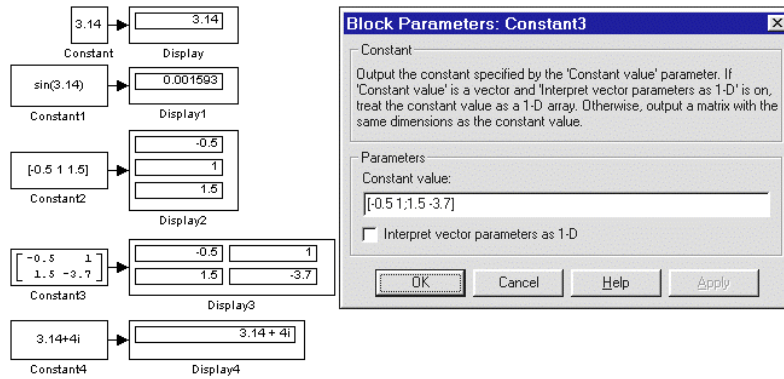 3.14
3.14
Constant
Display
sin(3.14)
0.001593
Constant1
Display1
[-0.5 1 1.5]
-0.5
1
1.5
Constant2
Display2
-0.5 1
1.5 -3.7
-0.5 1
1.5 -3.7
Constant3
Display3
3.14+4i
3.14 + 4i
Constant4
Display4
Block Parameters: Constant3
Constant
Output the constant specified by the 'Constant value' parameter. If
'Constant value' is a vector and 'Interpret vector parameters as 1-D' is on,
treat the constant value as a 1-D array. Otherwise, output a matrix with the
same dimensions as the constant value.
Parameters
Constant value:
[-0.5 1;1.5 -3.7]
Interpret vector parameters as 1-D
OK Cancel Help Apply